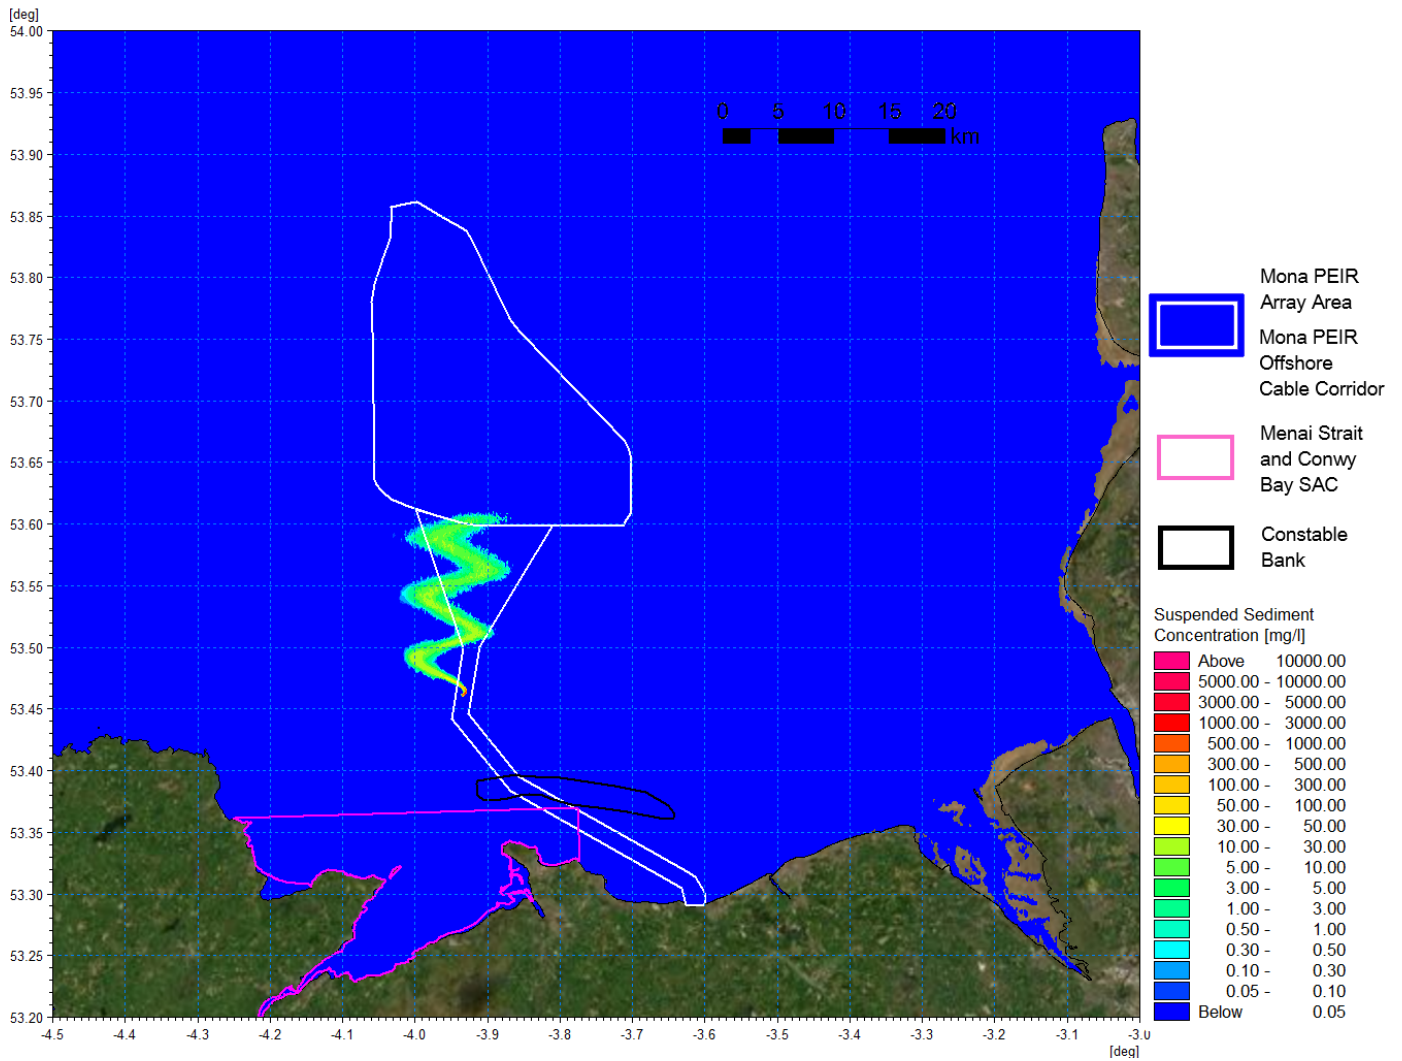 [deg]
54.00
53.95
53.90
53.85
53.80
53.75
53.70
53.65
53.60
53.55
53.50
53.45
53.40
53.35
53.30
53.25
53.20
-4.5 -4.4 -4.3 -4.2 -4.1 -4.0 -3.9 -3.8 -3.7 -3.6 -3.5 -3.4 -3.3 -3.2 -3.1 -3.0
[deg]
0 5 10 15 20
km
Mona PEIR
Array Area
Mona PEIR
Offshore
Cable Corridor
Menai Strait
and Conwy
Bay SAC
Constable
Bank
Suspended Sediment
Concentration [mg/l]
Above 10000.00
5000.00 - 10000.00
3000.00 - 5000.00
1000.00 - 3000.00
500.00 - 1000.00
300.00 - 500.00
100.00 - 300.00
50.00 - 100.00
30.00 - 50.00
10.00 - 30.00
5.00 - 10.00
3.00 - 5.00
1.00 - 3.00
0.50 - 1.00
0.30 - 0.50
0.10 - 0.30
0.05 - 0.10
Below 0.05